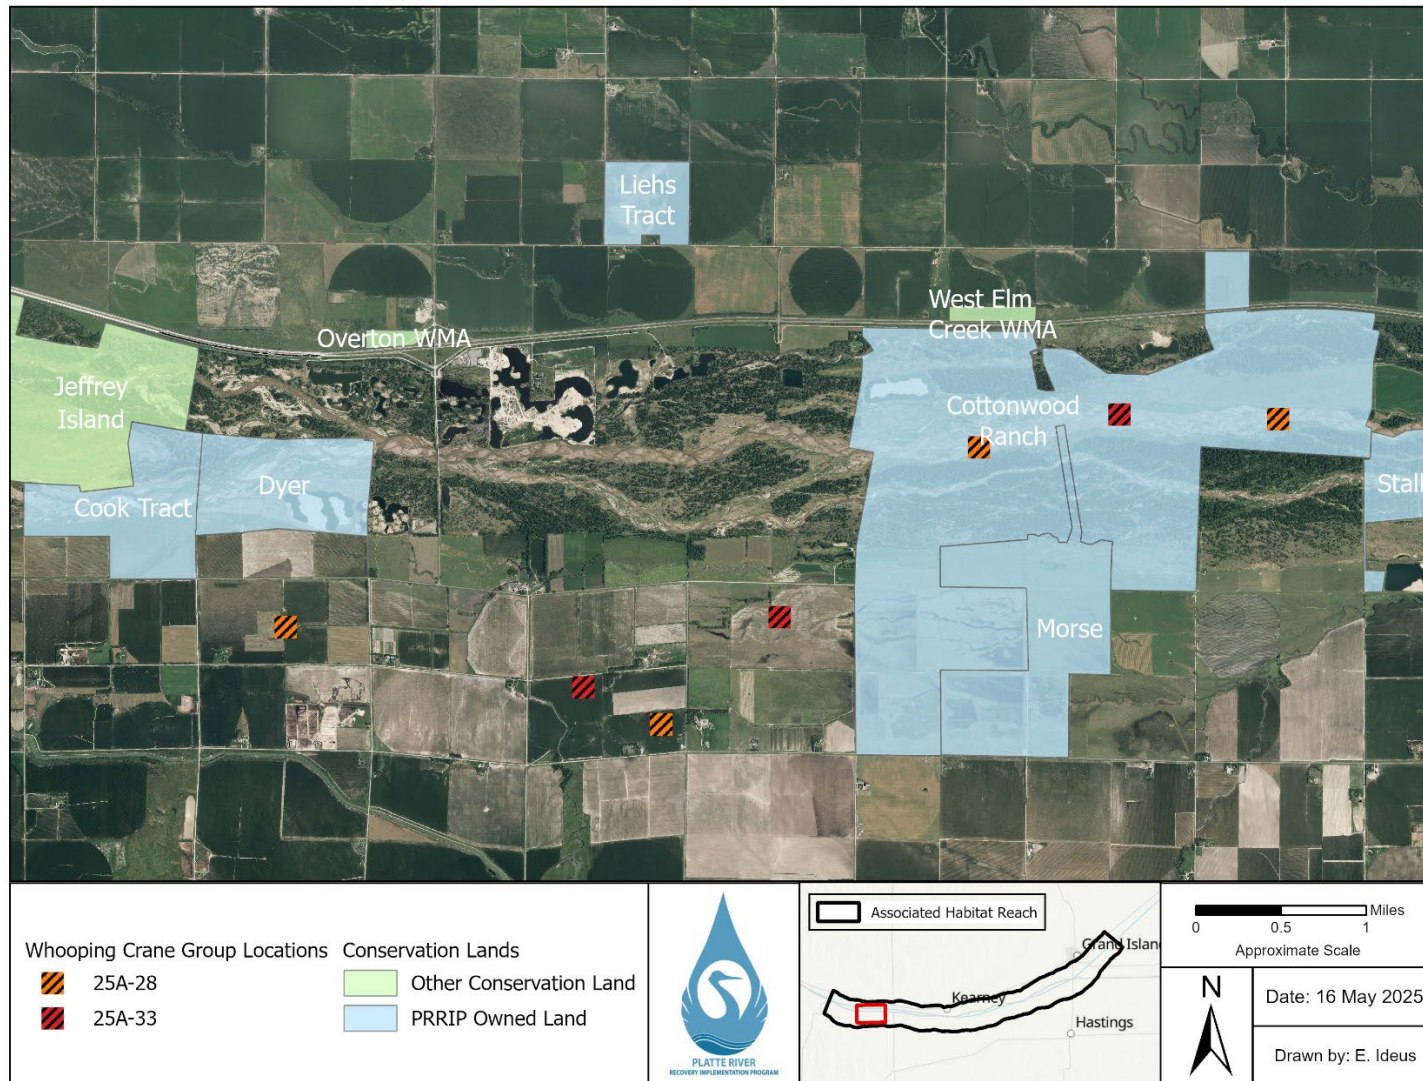 Liehs
Tract
West Elm
Creek WMA
Overton WMA
Jeffrey
Island
Cottonwood
Ranch
Dyer
Cook Tract
Stall
Morse
Whooping Crane Group Locations
25A-28
25A-33
Conservation Lands
Other Conservation Land
PRRIP Owned Land
PLATTE RIVER
RECOVERY IMPLEMENTATION PROGRAM
Associated Habitat Reach
Grand Island
Kearney
Hastings
Miles
0 0.5 1
Approximate Scale
N
Date: 16 May 2025
Drawn by: E. Ideus